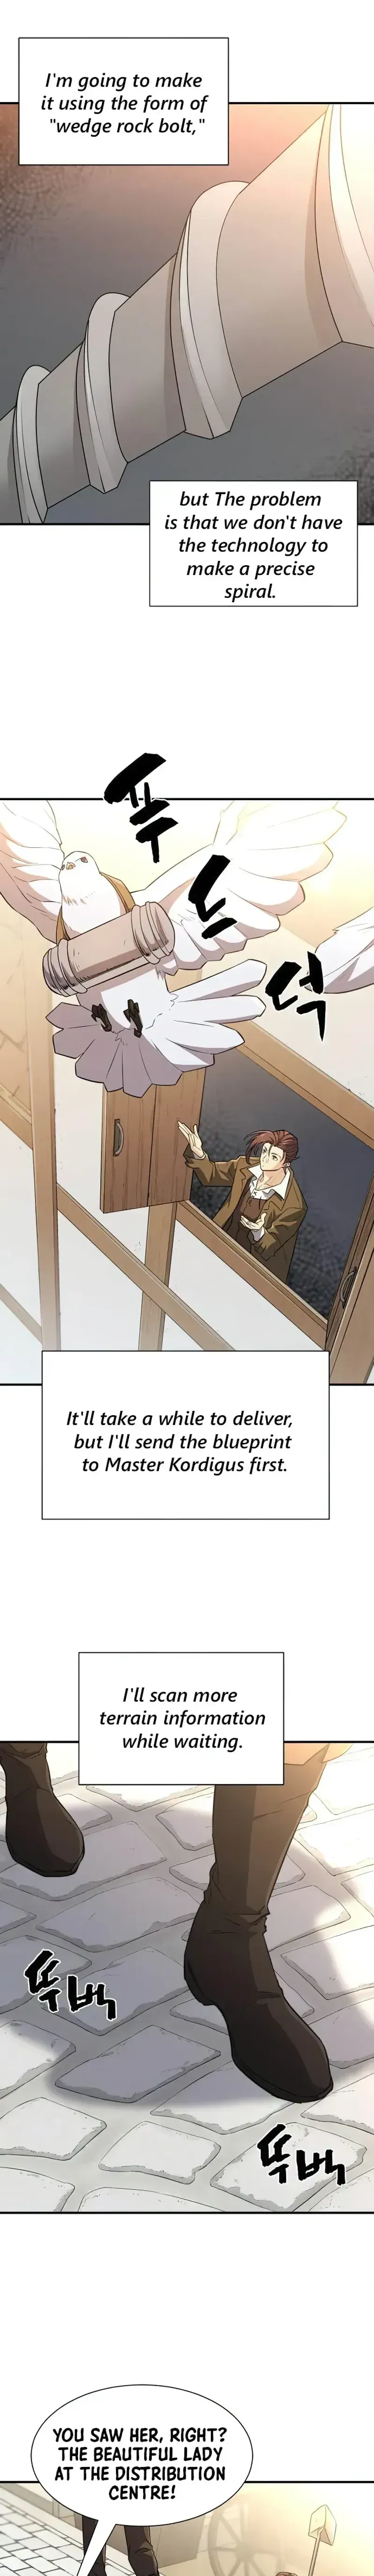 I'm going to make
it using the form of
"wedge rock bolt,"
but The problem
is that we don't have
the technology to
make a precise
spiral.
푸
드
덕
It'll take a while to deliver,
but I'll send the blueprint
to Master Kordigus first.
I'll scan more
terrain information
while waiting.
뚜벅
뚜벅
YOU SAW HER, RIGHT?
THE BEAUTIFUL LADY
AT THE DISTRIBUTION
CENTRE!